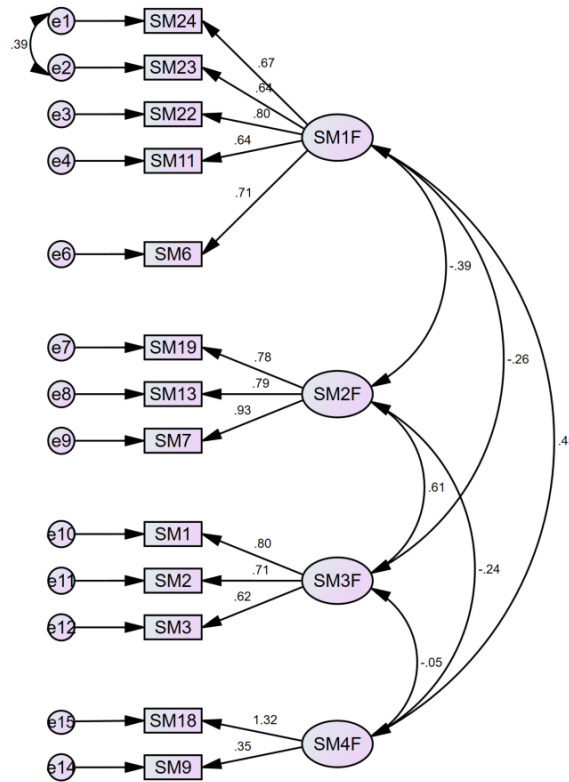 e1 SM24
.39
e2 SM23
.67
.64
e3 SM22
.80
SM1F
e4 SM11
.64
.71
e6 SM6
-.39
e7 SM19
.78
-.26
e8 SM13
.79
SM2F
e9 SM7
.93
.4
.61
e10 SM1
.80
-.24
e11 SM2
.71
SM3F
e12 SM3
.62
-.05
e15 SM18
1.32
SM4F
e14 SM9
.35